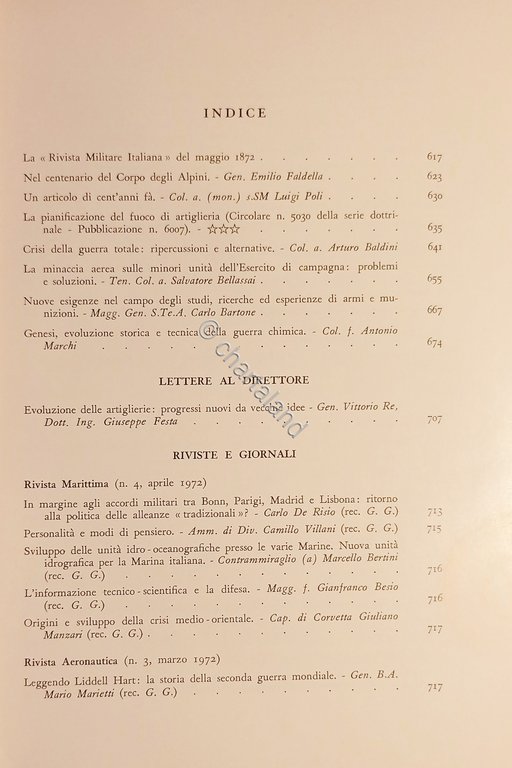 INDICE
La « Rivista Militare Italiana » del maggio 1872 . . . . . . . 617
Nel centenario del Corpo degli Alpini. - Gen. Emilio Faldella . . . . 623
Un articolo di cent'anni fà. - Col. a. (mon.) s.SM Luigi Poli . . . . 630
La pianificazione del fuoco di artiglieria (Circolare n. 5030 della serie dottri-
nale - Pubblicazione n. 6007). - ☆☆☆ . . . . . . . 635
Crisi della guerra totale: ripercussioni e alternative. - Col. a. Arturo Baldini 641
La minaccia aerea sulle minori unità dell'Esercito di campagna: problemi
e soluzioni. - Ten. Col. a. Salvatore Bellassai . . . . . . . 655
Nuove esigenze nel campo degli studi, ricerche ed esperienze di armi e mu-
nizioni. - Magg. Gen. S.Te.A. Carlo Bartone . . . . . . . 667
Genesi, evoluzione storica e tecnica della guerra chimica. - Col. f. Antonio
Marchi . . . . . . . . . . . . . . 674
© chartaland
LETTERE AL DIRETTORE
Evoluzione delle artiglierie: progressi nuovi da vecchie idee - Gen. Vittorio Re,
Dott. Ing. Giuseppe Festa . . . . . . . . . . 707
RIVISTE E GIORNALI
Rivista Marittima (n. 4, aprile 1972)
In margine agli accordi militari tra Bonn, Parigi, Madrid e Lisbona: ritorno
alla politica delle alleanze « tradizionali »? - Carlo De Risio (rec. G. G.) 713
Personalità e modi di pensiero. - Amm. di Div. Camillo Villani (rec. G. G.) 715
Sviluppo delle unità idro-oceanografiche presso le varie Marine. Nuova unità
idrografica per la Marina italiana. - Contrammiraglio (a) Marcello Bertini
(rec. G. G.) . . . . . . . . . . . . . 716
L'informazione tecnico-scientifica e la difesa. - Magg. f. Gianfranco Besio
(rec. G. G.) . . . . . . . . . . . . . 716
Origini e sviluppo della crisi medio-orientale. - Cap. di Corvetta Giuliano
Manzari (rec. G. G.) . . . . . . . . . . . . 717
Rivista Aeronautica (n. 3, marzo 1972)
Leggendo Liddell Hart: la storia della seconda guerra mondiale. - Gen. B.A.
Mario Marietti (rec. G. G.) . . . . . . . . . . 717